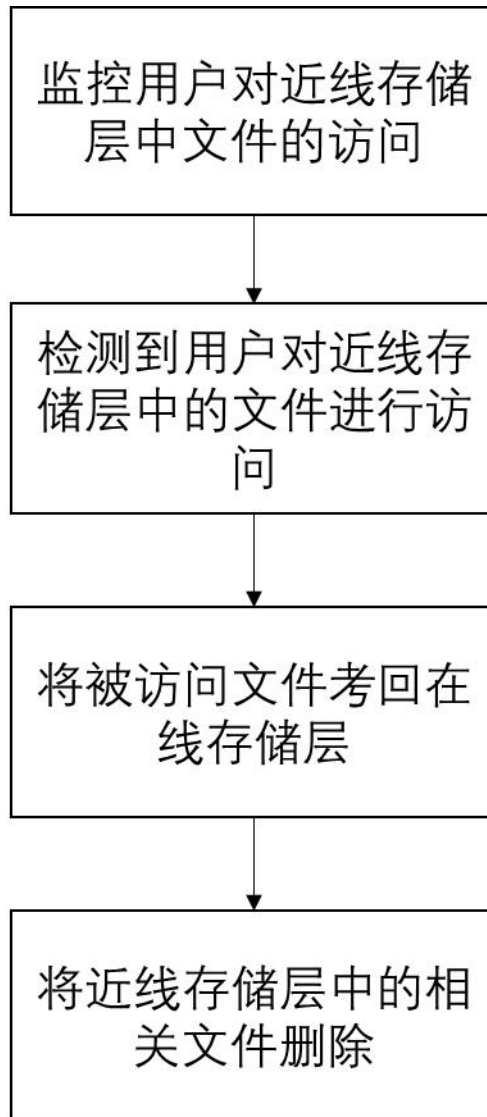 监控用户对近线存储
层中文件的访问
检测到用户对近线存
储层中的文件进行访
问
将被访问文件考回在
线存储层
将近线存储层中的相
关文件删除